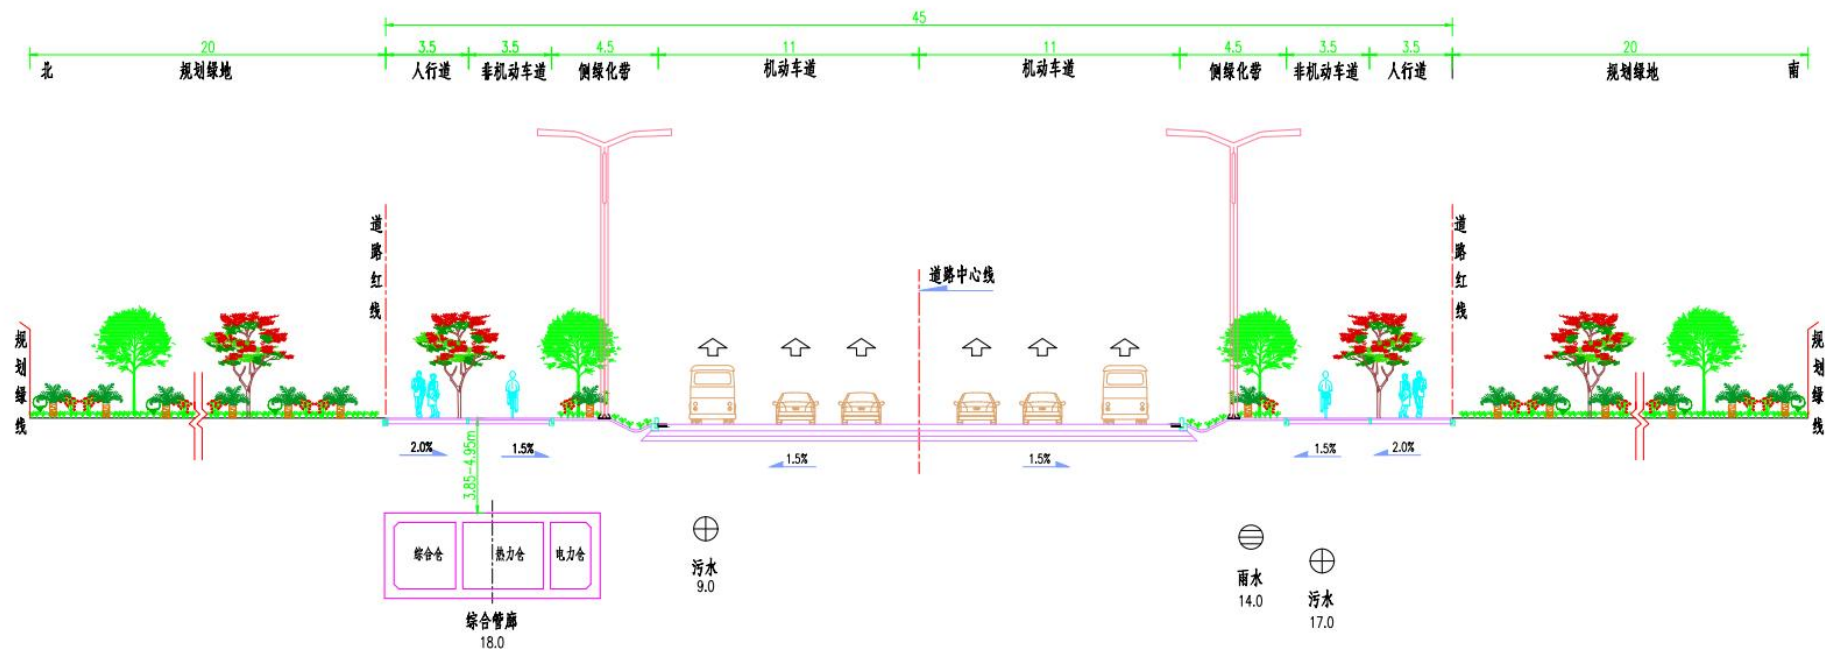 45
20
3.5
3.5
4.5
11
11
4.5
3.5
3.5
20
北
规划绿地
人行道
非机动车道
侧绿化带
机动车道
机动车道
侧绿化带
非机动车道
人行道
规划绿地
南
道路红线
道路红线
道路中心线
规划绿线
规划绿线
2.0%
1.5%
1.5%
1.5%
1.5%
2.0%
3.85-4.95m
综合仓
热力仓
电力仓
综合管廊
18.0
污水
9.0
雨水
14.0
污水
17.0